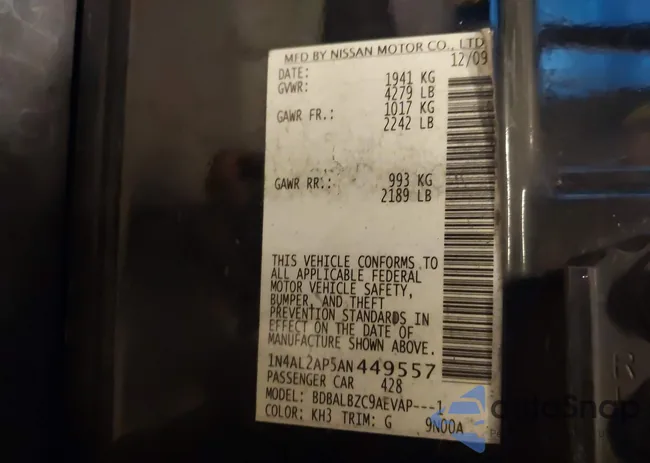 MFD BY NISSAN MOTOR CO., LTD
DATE: 12/09
GVWR: 1941 KG
4279 LB
GAWR FR.: 1017 KG
2242 LB
GAWR RR.: 993 KG
2189 LB
THIS VEHICLE CONFORMS TO
ALL APPLICABLE FEDERAL
MOTOR VEHICLE SAFETY,
BUMPER, AND THEFT
PREVENTION STANDARDS IN
EFFECT ON THE DATE OF
MANUFACTURE SHOWN ABOVE.
1N4AL2AP5AN449557
PASSENGER CAR 428
MODEL: BDBALBZC9AEVAP---1
COLOR: KH3 TRIM: G 9N00A
R